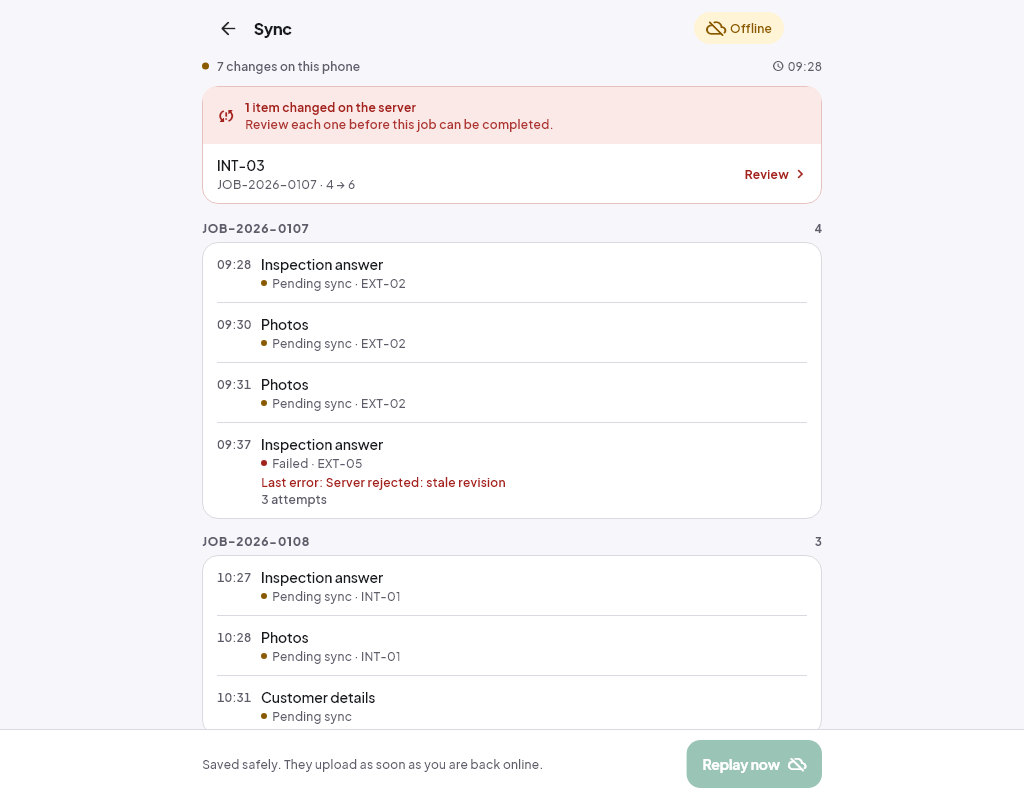 Sync
Offline
7 changes on this phone
09:28
1 item changed on the server
Review each one before this job can be completed.
INT-03
JOB-2026-0107 · 4 → 6
Review
JOB-2026-0107
4
09:28
Inspection answer
Pending sync · EXT-02
09:30
Photos
Pending sync · EXT-02
09:31
Photos
Pending sync · EXT-02
09:37
Inspection answer
Failed · EXT-05
Last error: Server rejected: stale revision
3 attempts
JOB-2026-0108
3
10:27
Inspection answer
Pending sync · INT-01
10:28
Photos
Pending sync · INT-01
10:31
Customer details
Pending sync
Saved safely. They upload as soon as you are back online.
Replay now